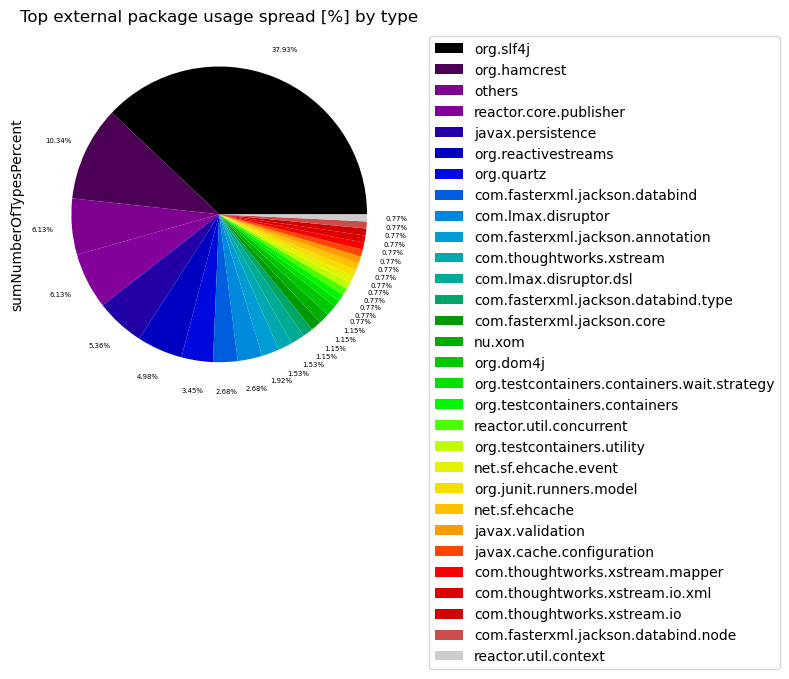 Top external package usage spread [%] by type
sumNumberOfTypesPercent
37.93%
10.34%
6.13%
6.13%
5.36%
4.98%
3.45%
2.68%
2.68%
1.92%
1.53%
1.53%
1.15%
1.15%
1.15%
1.15%
0.77%
0.77%
0.77%
0.77%
0.77%
0.77%
0.77%
0.77%
0.77%
0.77%
0.77%
0.77%
org.slf4j
org.hamcrest
others
reactor.core.publisher
javax.persistence
org.reactivestreams
org.quartz
com.fasterxml.jackson.databind
com.lmax.disruptor
com.fasterxml.jackson.annotation
com.thoughtworks.xstream
com.lmax.disruptor.dsl
com.fasterxml.jackson.databind.type
com.fasterxml.jackson.core
nu.xom
org.dom4j
org.testcontainers.containers.wait.strategy
org.testcontainers.containers
reactor.util.concurrent
org.testcontainers.utility
net.sf.ehcache.event
org.junit.runners.model
net.sf.ehcache
javax.validation
javax.cache.configuration
com.thoughtworks.xstream.mapper
com.thoughtworks.xstream.io.xml
com.thoughtworks.xstream.io
com.fasterxml.jackson.databind.node
reactor.util.context